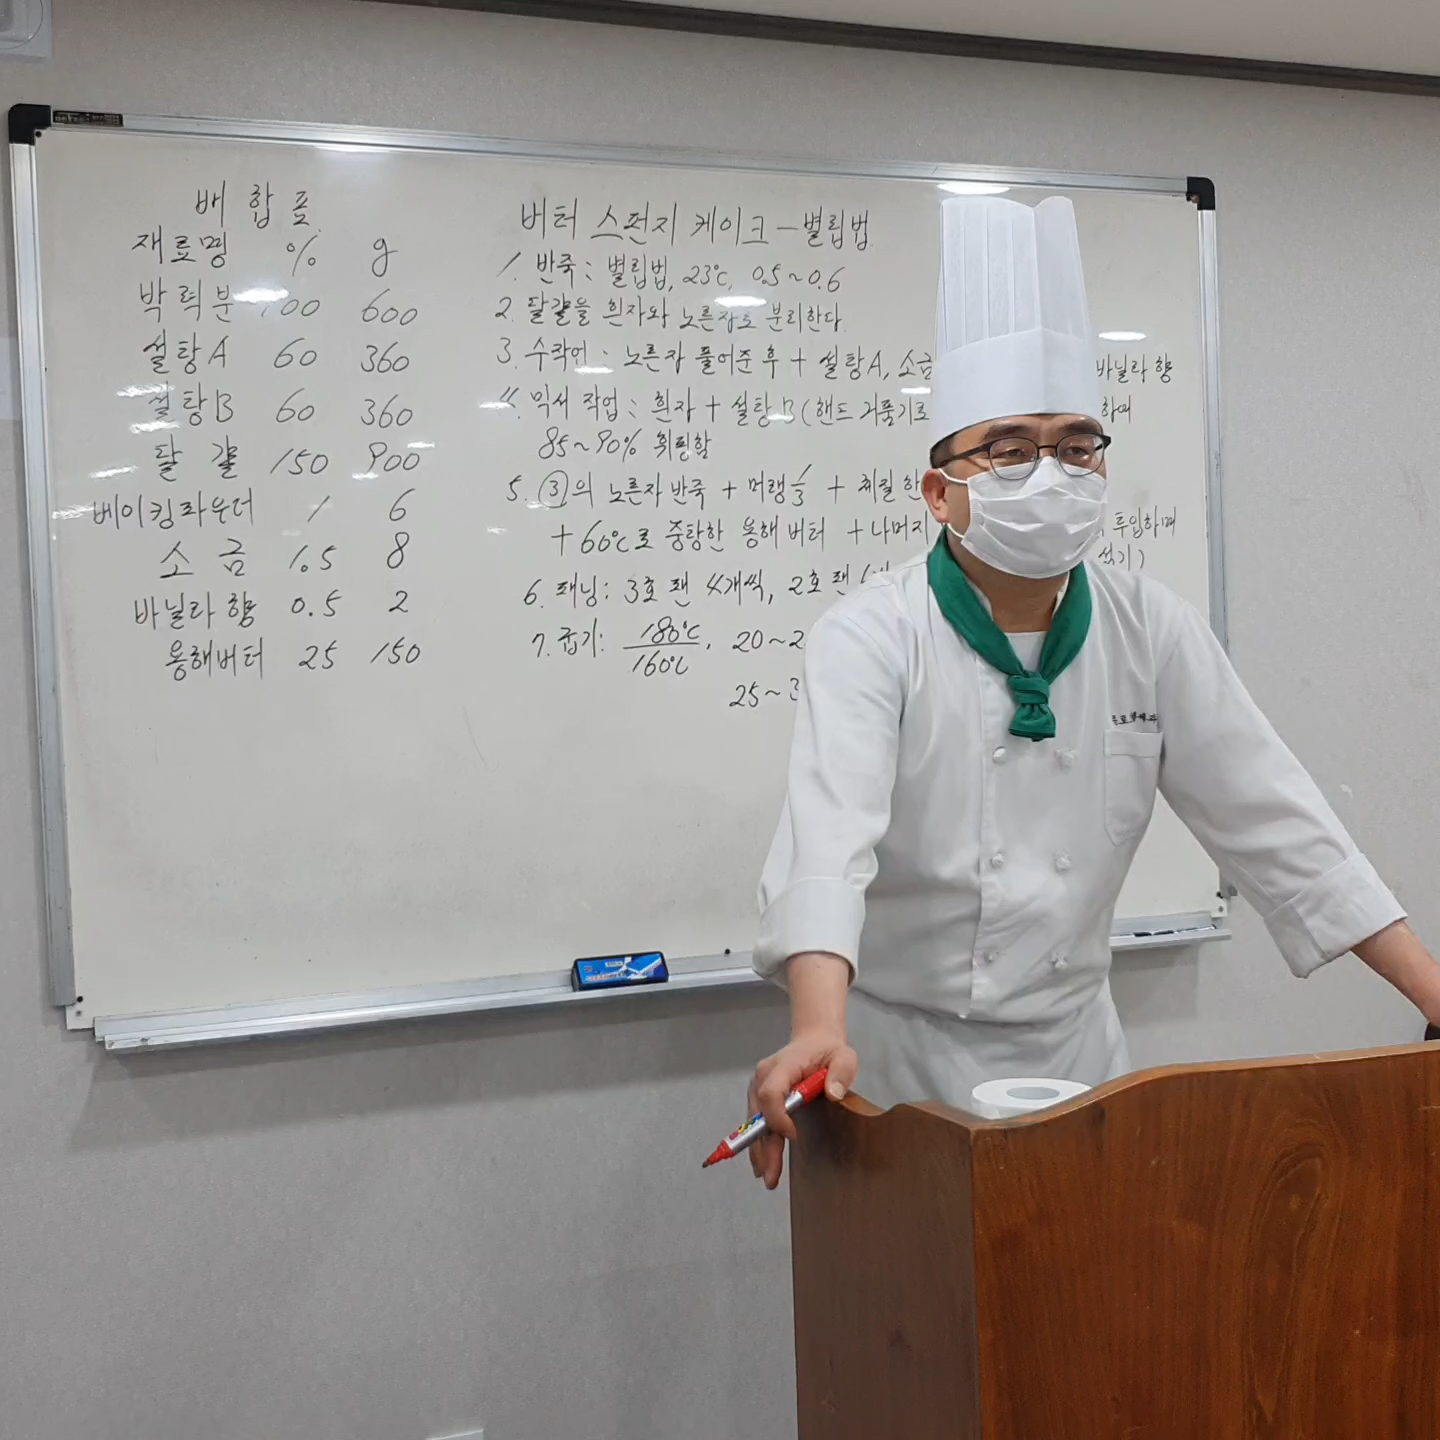 배합표
재료명 % g
박력분 100 600
설탕A 60 360
설탕B 60 360
달걀 150 900
베이킹파우더 1 6
소금 1.5 8
바닐라향 0.5 2
용해버터 25 150
버터 스펀지 케이크-별립법
1. 반죽: 별립법, 23℃, 0.5~0.6
2. 달걀을 흰자와 노른자로 분리한다.
3. 수작업: 노른자 풀어준 후 + 설탕A, 소금 바닐라향
4. 믹서 작업: 흰자 + 설탕B (핸드 거품기로 하며
85~90% 휘핑함
5. ③의 노른자 반죽 + 머랭 1/3 + 체질 한
+60℃로 중탕한 용해버터 + 나머지 투입하며
섞기)
6. 패닝: 3호 팬 4개씩, 2호 팬
7. 굽기: 180℃/160℃, 20~2
25~3